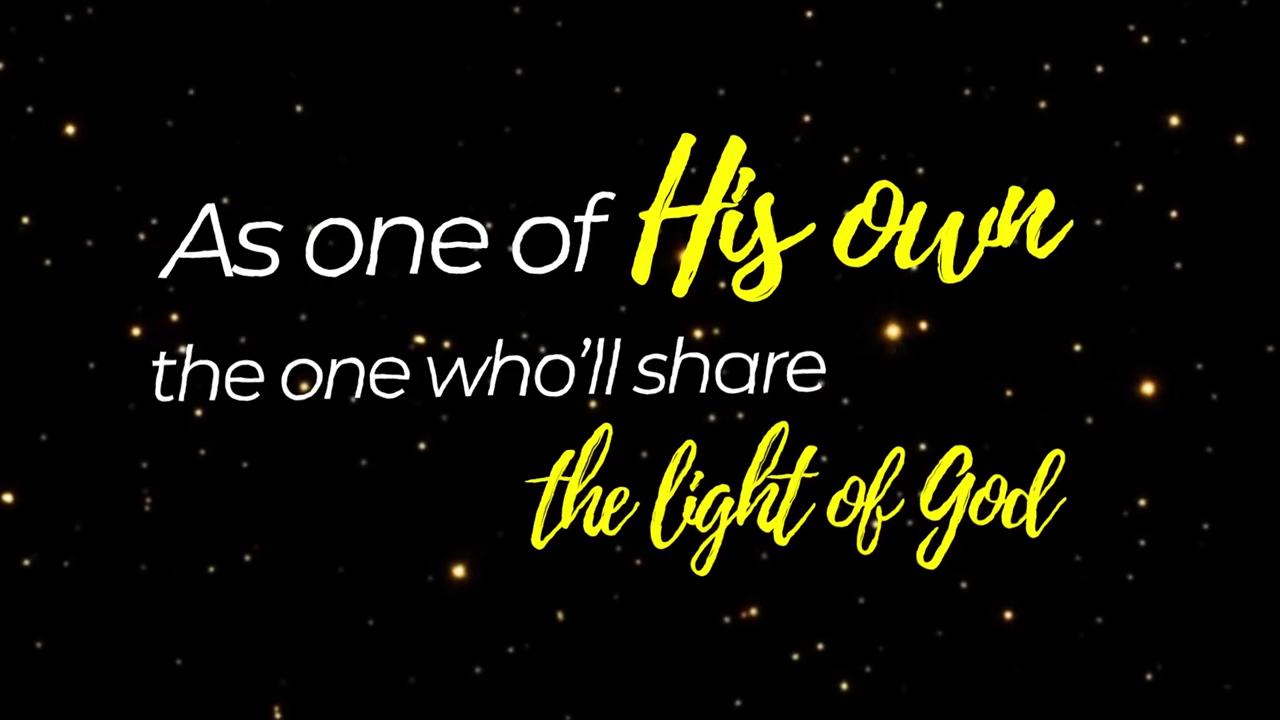 As one of His own
the one who'll share
the light of God